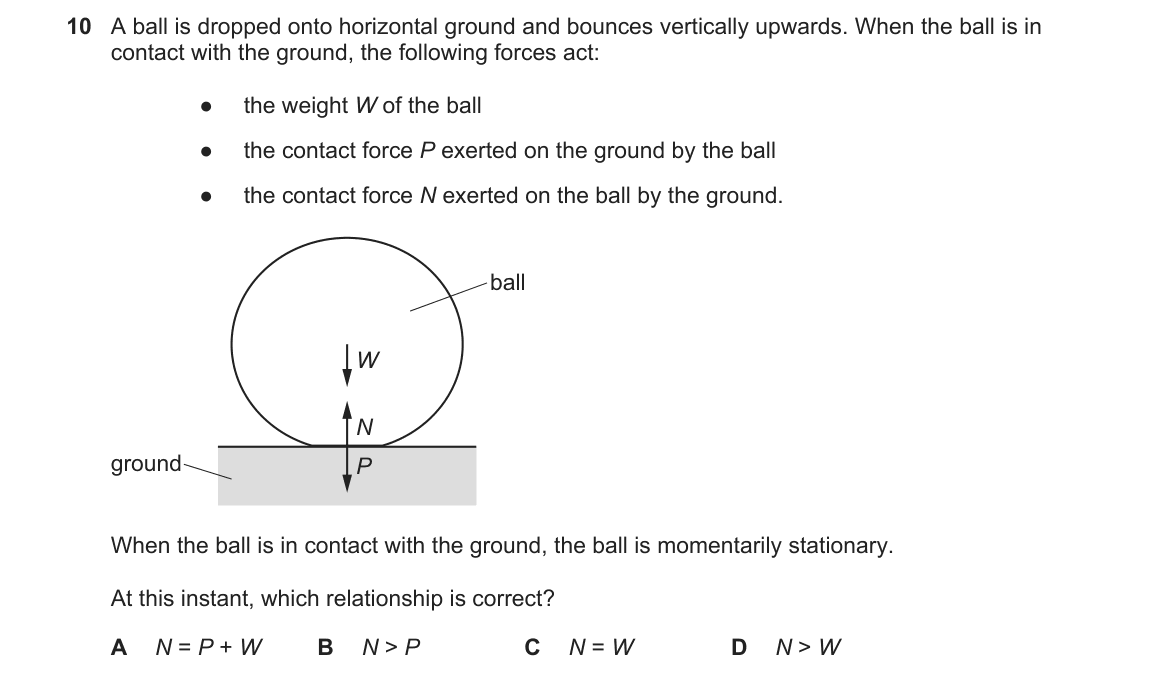 10 A ball is dropped onto horizontal ground and bounces vertically upwards. When the ball is in
contact with the ground, the following forces act:
● the weight W of the ball
● the contact force P exerted on the ground by the ball
● the contact force N exerted on the ball by the ground.
ball
W
N
ground
P
When the ball is in contact with the ground, the ball is momentarily stationary.
At this instant, which relationship is correct?
A N = P + W B N > P C N = W D N > W